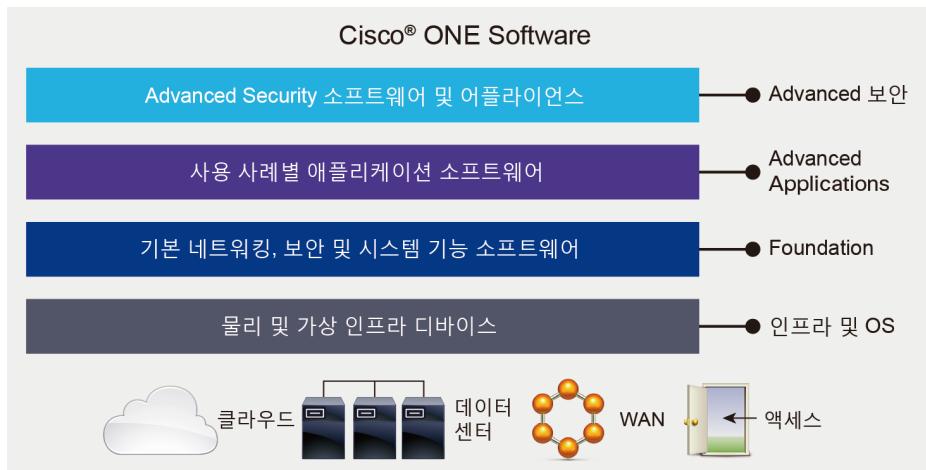 Cisco® ONE Software
Advanced Security 소프트웨어 및 어플라이언스
Advanced 보안
사용 사례별 애플리케이션 소프트웨어
Advanced
Applications
기본 네트워킹, 보안 및 시스템 기능 소프트웨어
Foundation
물리 및 가상 인프라 디바이스
인프라 및 OS
클라우드
데이터
센터
WAN
액세스